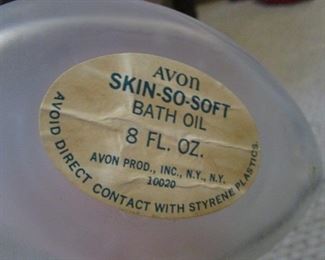 AVON
SKIN-SO-SOFT
BATH OIL
8 FL. OZ.
AVON PROD., INC., N.Y., N.Y.
10020
AVOID DIRECT CONTACT WITH STYRENE PLASTICS.